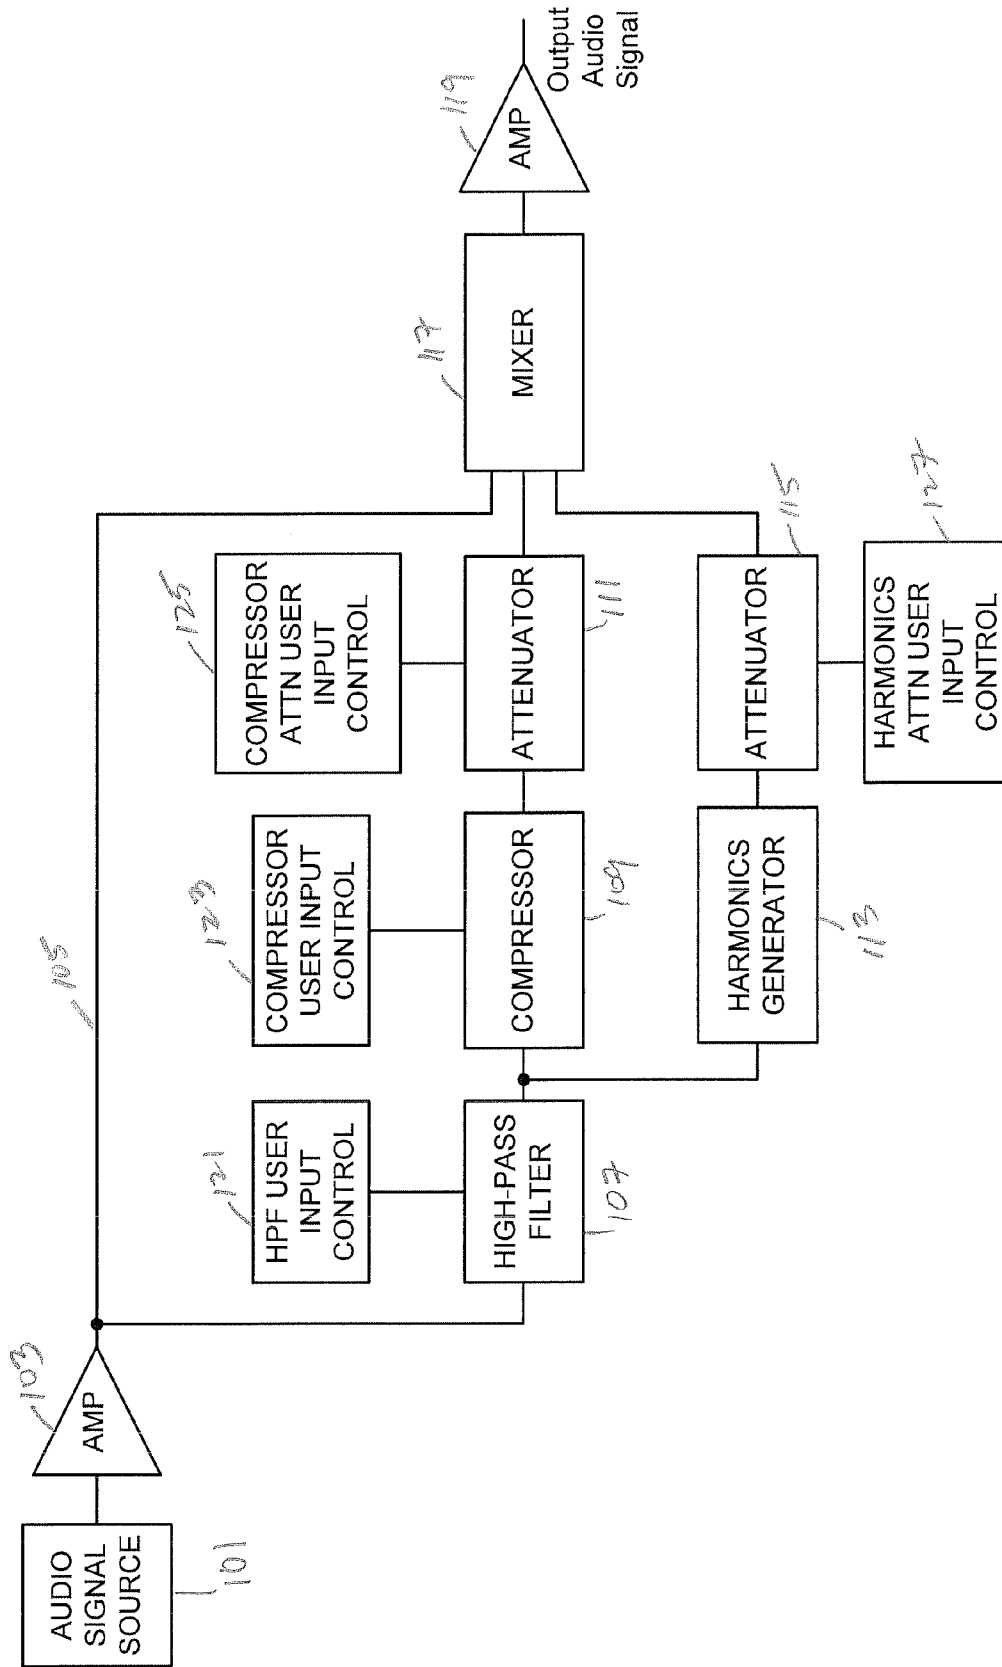 AUDIO
SIGNAL
SOURCE
101
AMP
103
105
HPF USER
INPUT
CONTROL
121
HIGH-PASS
FILTER
107
COMPRESSOR
USER INPUT
CONTROL
123
COMPRESSOR
109
HARMONICS
GENERATOR
113
COMPRESSOR
ATTN USER
INPUT
CONTROL
125
ATTENUATOR
111
ATTENUATOR
115
HARMONICS
ATTN USER
INPUT
CONTROL
127
MIXER
117
AMP
119
Output
Audio
Signal